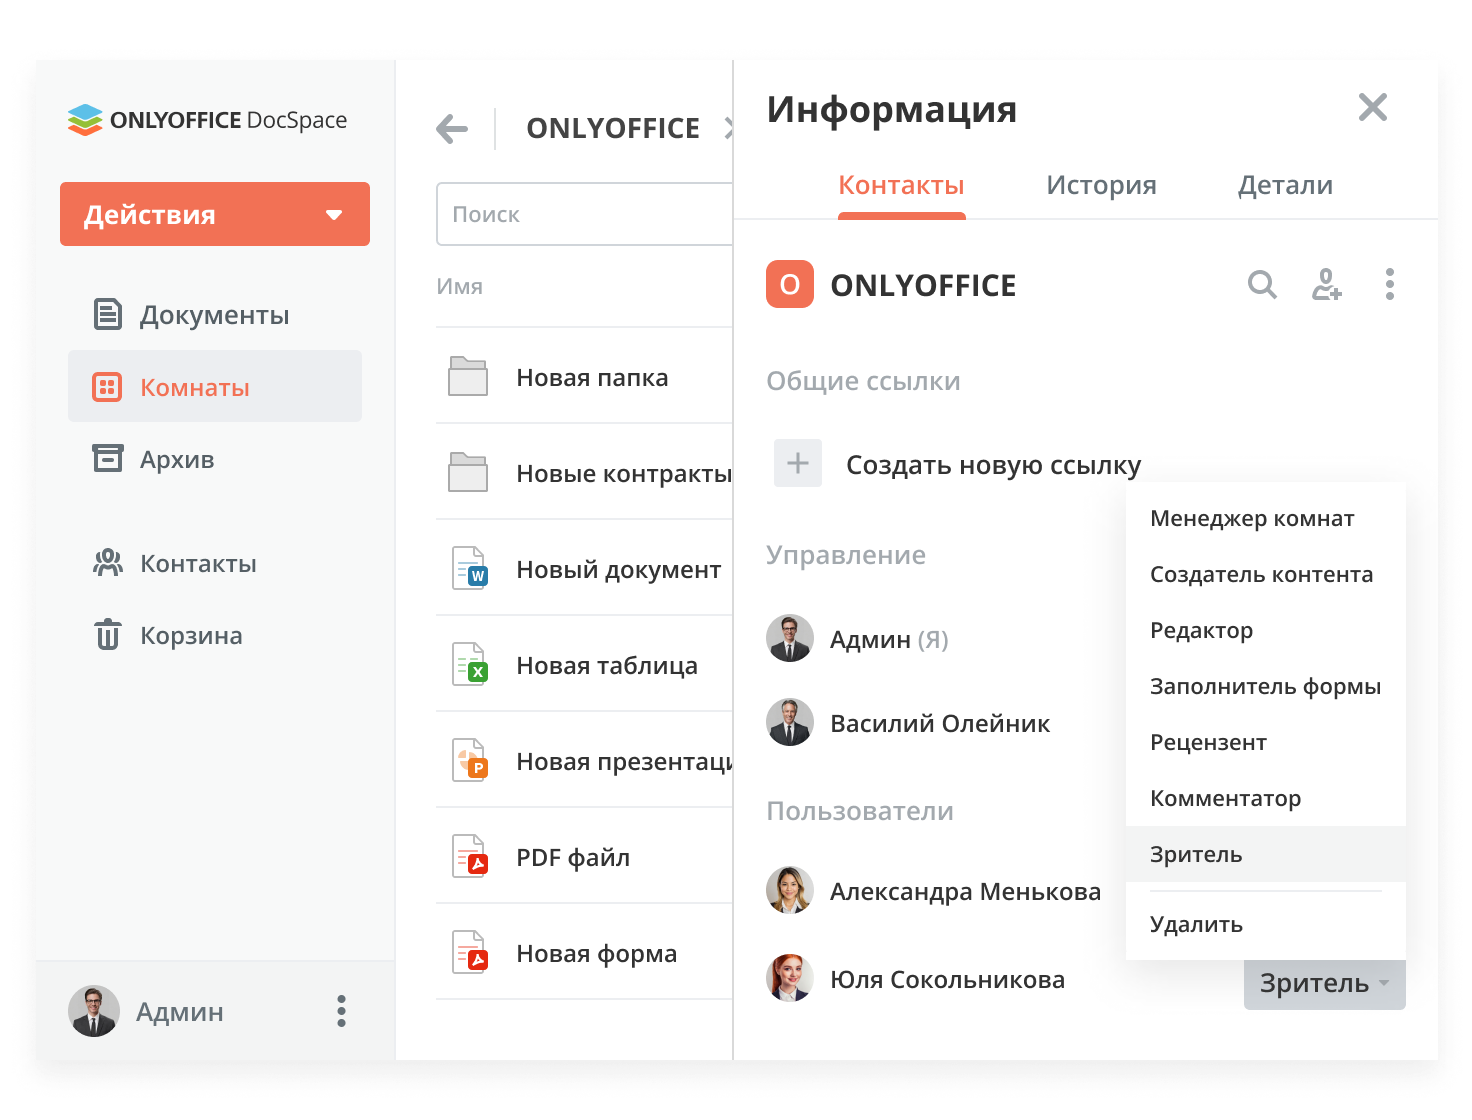 ONLYOFFICE DocSpace
Действия
Документы
Комнаты
Архив
Контакты
Корзина
Админ
ONLYOFFICE
Поиск
Имя
Новая папка
Новые контракты
Новый документ
W
Новая таблица
X
Новая презентаци
P
PDF файл
Новая форма
Информация
Контакты
История
Детали
O
ONLYOFFICE
Общие ссылки
Создать новую ссылку
Управление
Админ (Я)
Василий Олейник
Пользователи
Александра Менькова
Юля Сокольникова
Менеджер комнат
Создатель контента
Редактор
Заполнитель формы
Рецензент
Комментатор
Зритель
Удалить
Зритель